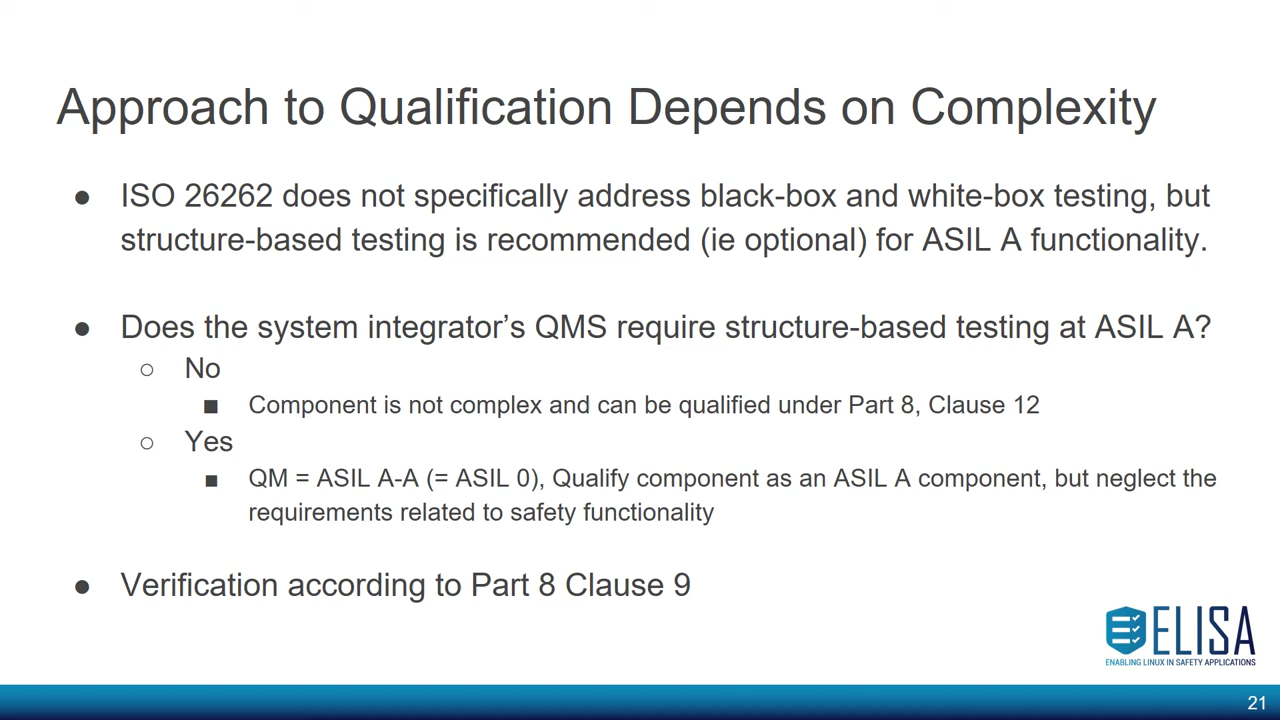 Approach to Qualification Depends on Complexity
● ISO 26262 does not specifically address black-box and white-box testing, but
structure-based testing is recommended (ie optional) for ASIL A functionality.
● Does the system integrator’s QMS require structure-based testing at ASIL A?
○ No
■ Component is not complex and can be qualified under Part 8, Clause 12
○ Yes
■ QM = ASIL A-A (= ASIL 0), Qualify component as an ASIL A component, but neglect the
requirements related to safety functionality
● Verification according to Part 8 Clause 9
ELISA
ENABLING LINUX IN SAFETY APPLICATIONS
21